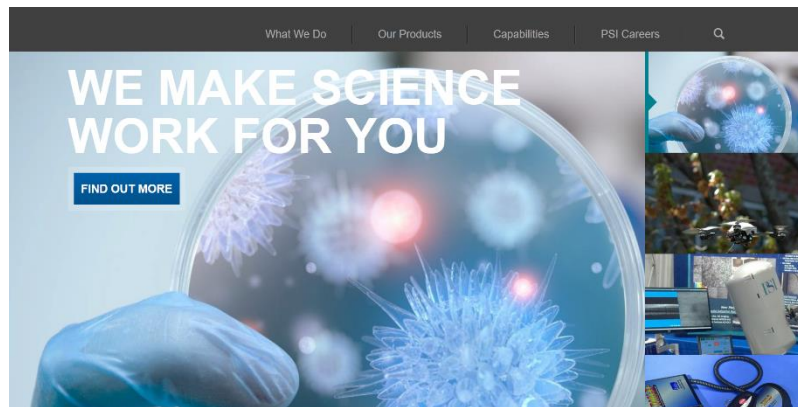 What We Do
Our Products
Capabilities
PSI Careers
WE MAKE SCIENCE
WORK FOR YOU
FIND OUT MORE